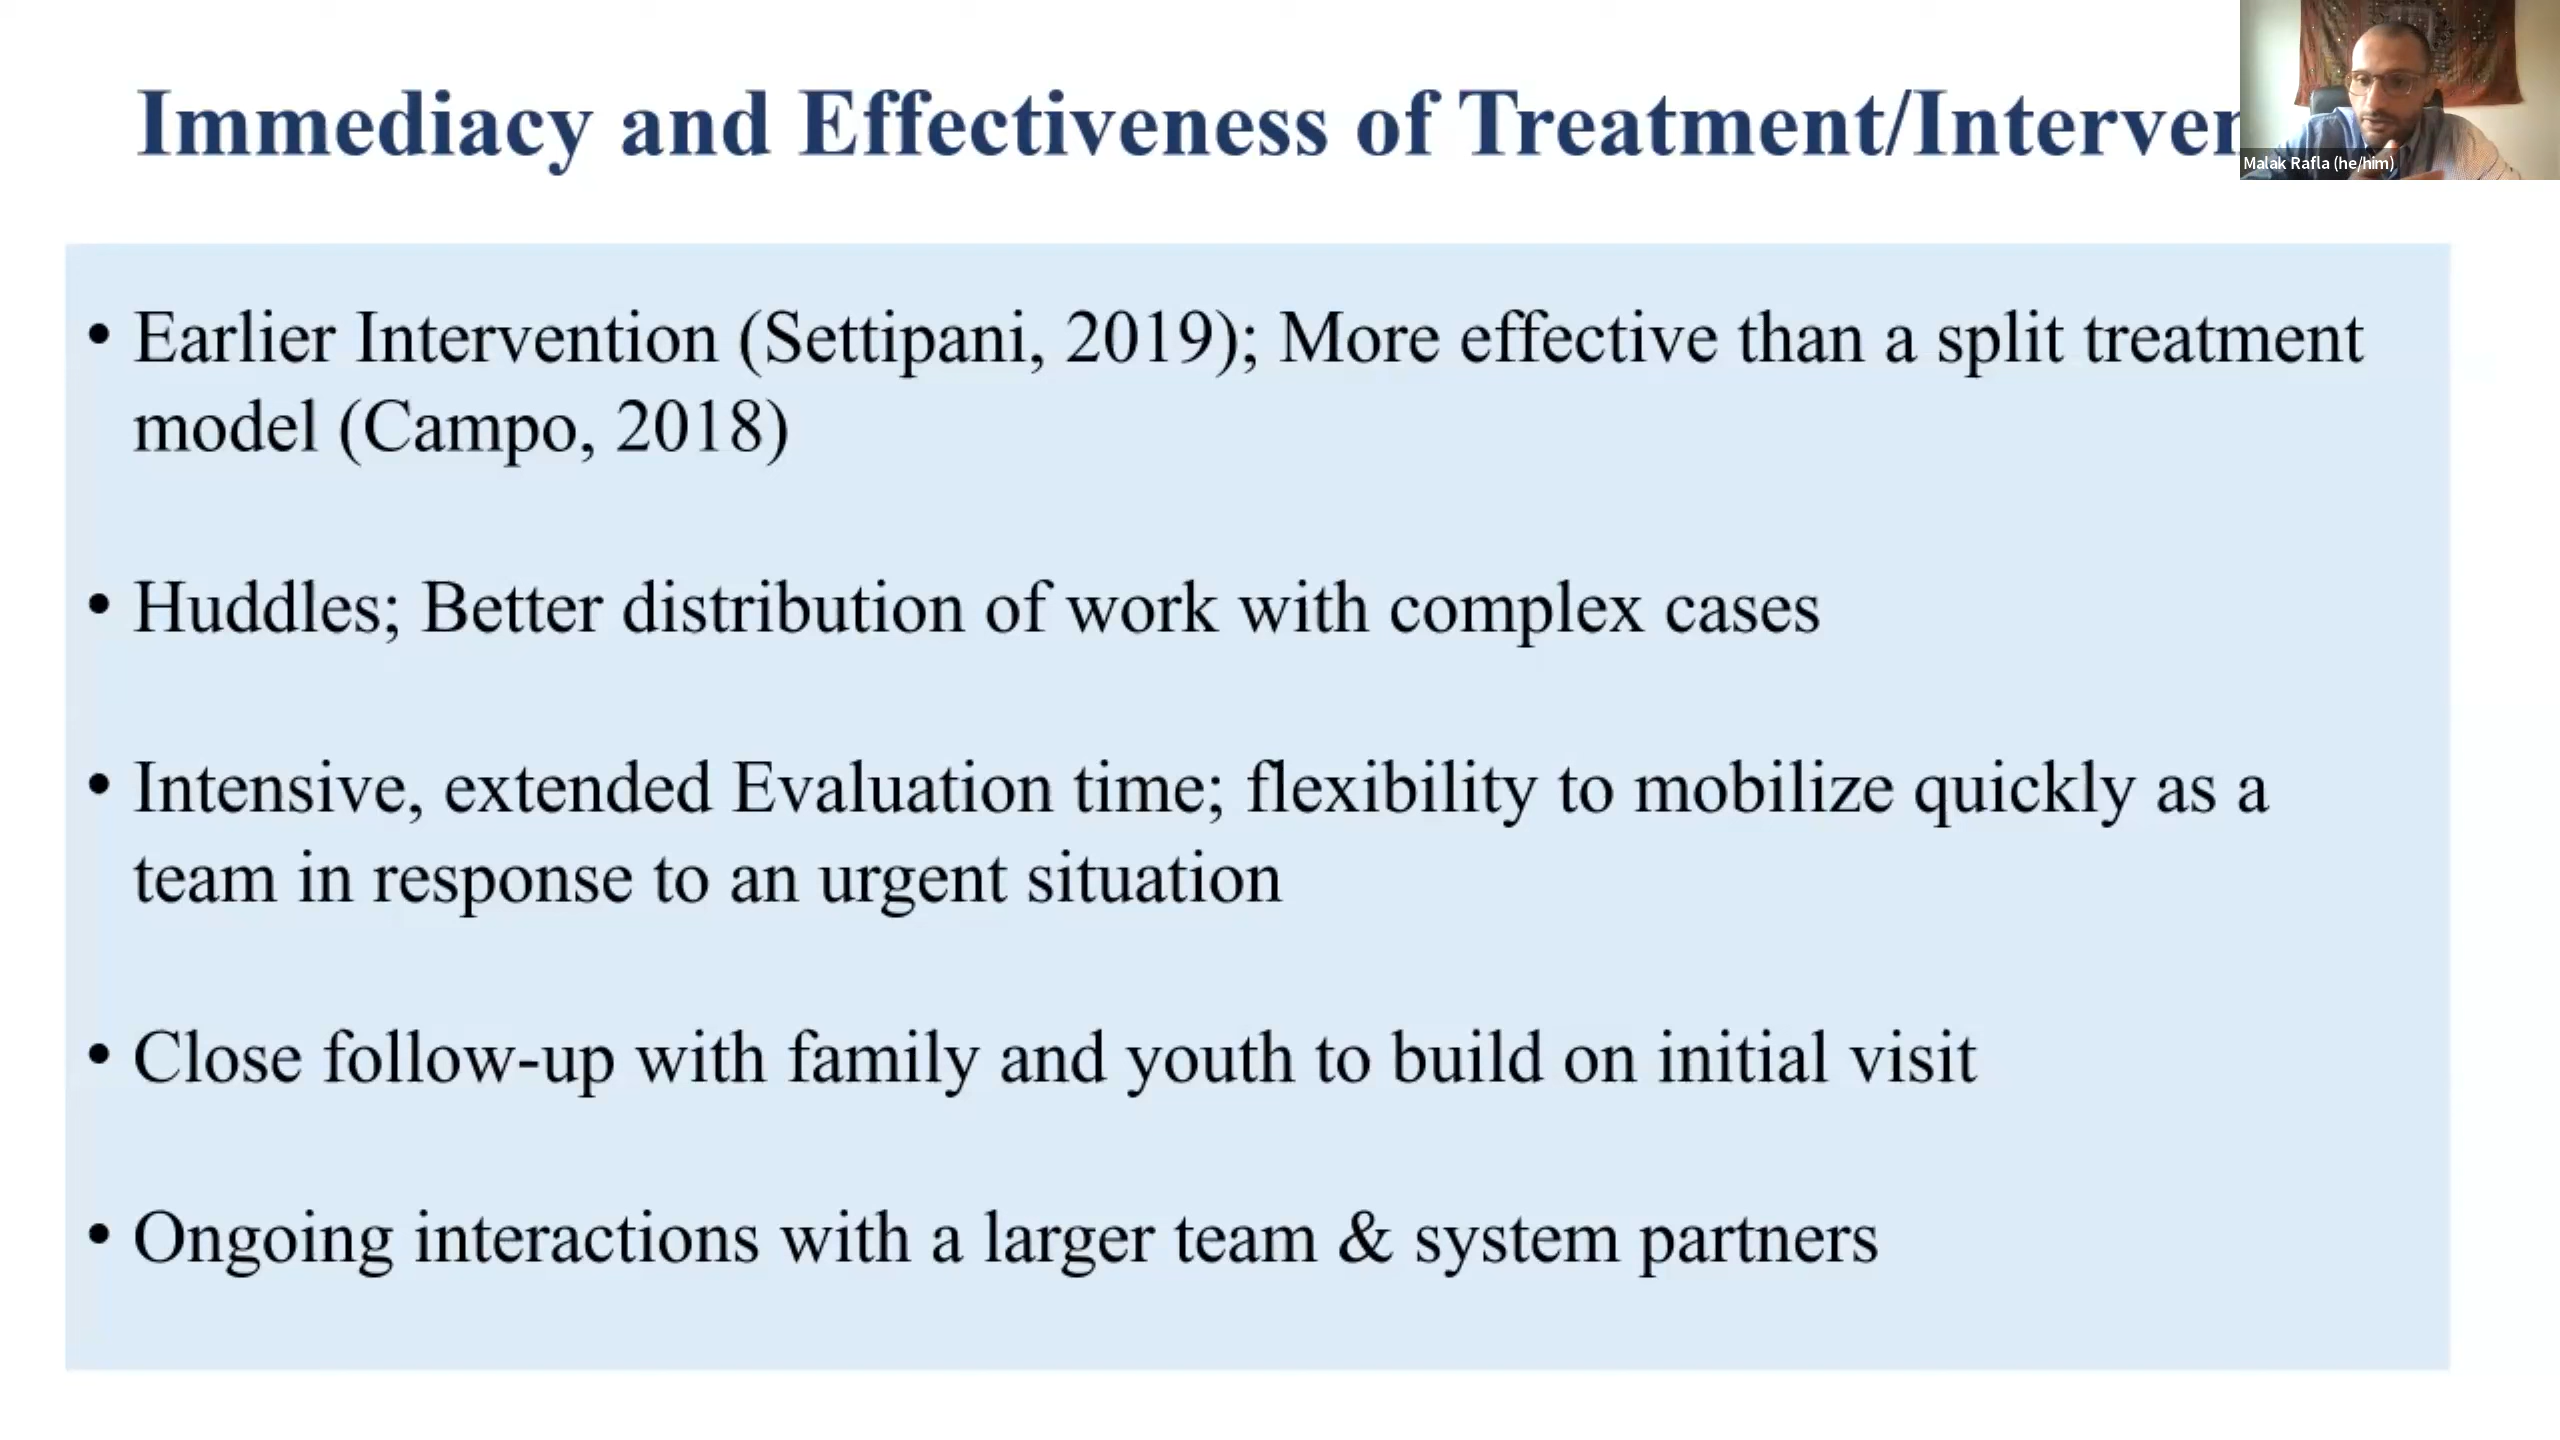 Immediacy and Effectiveness of Treatment/Interven
Malak Rafla (he/him)
• Earlier Intervention (Settipani, 2019); More effective than a split treatment
model (Campo, 2018)
• Huddles; Better distribution of work with complex cases
• Intensive, extended Evaluation time; flexibility to mobilize quickly as a
team in response to an urgent situation
• Close follow-up with family and youth to build on initial visit
• Ongoing interactions with a larger team & system partners